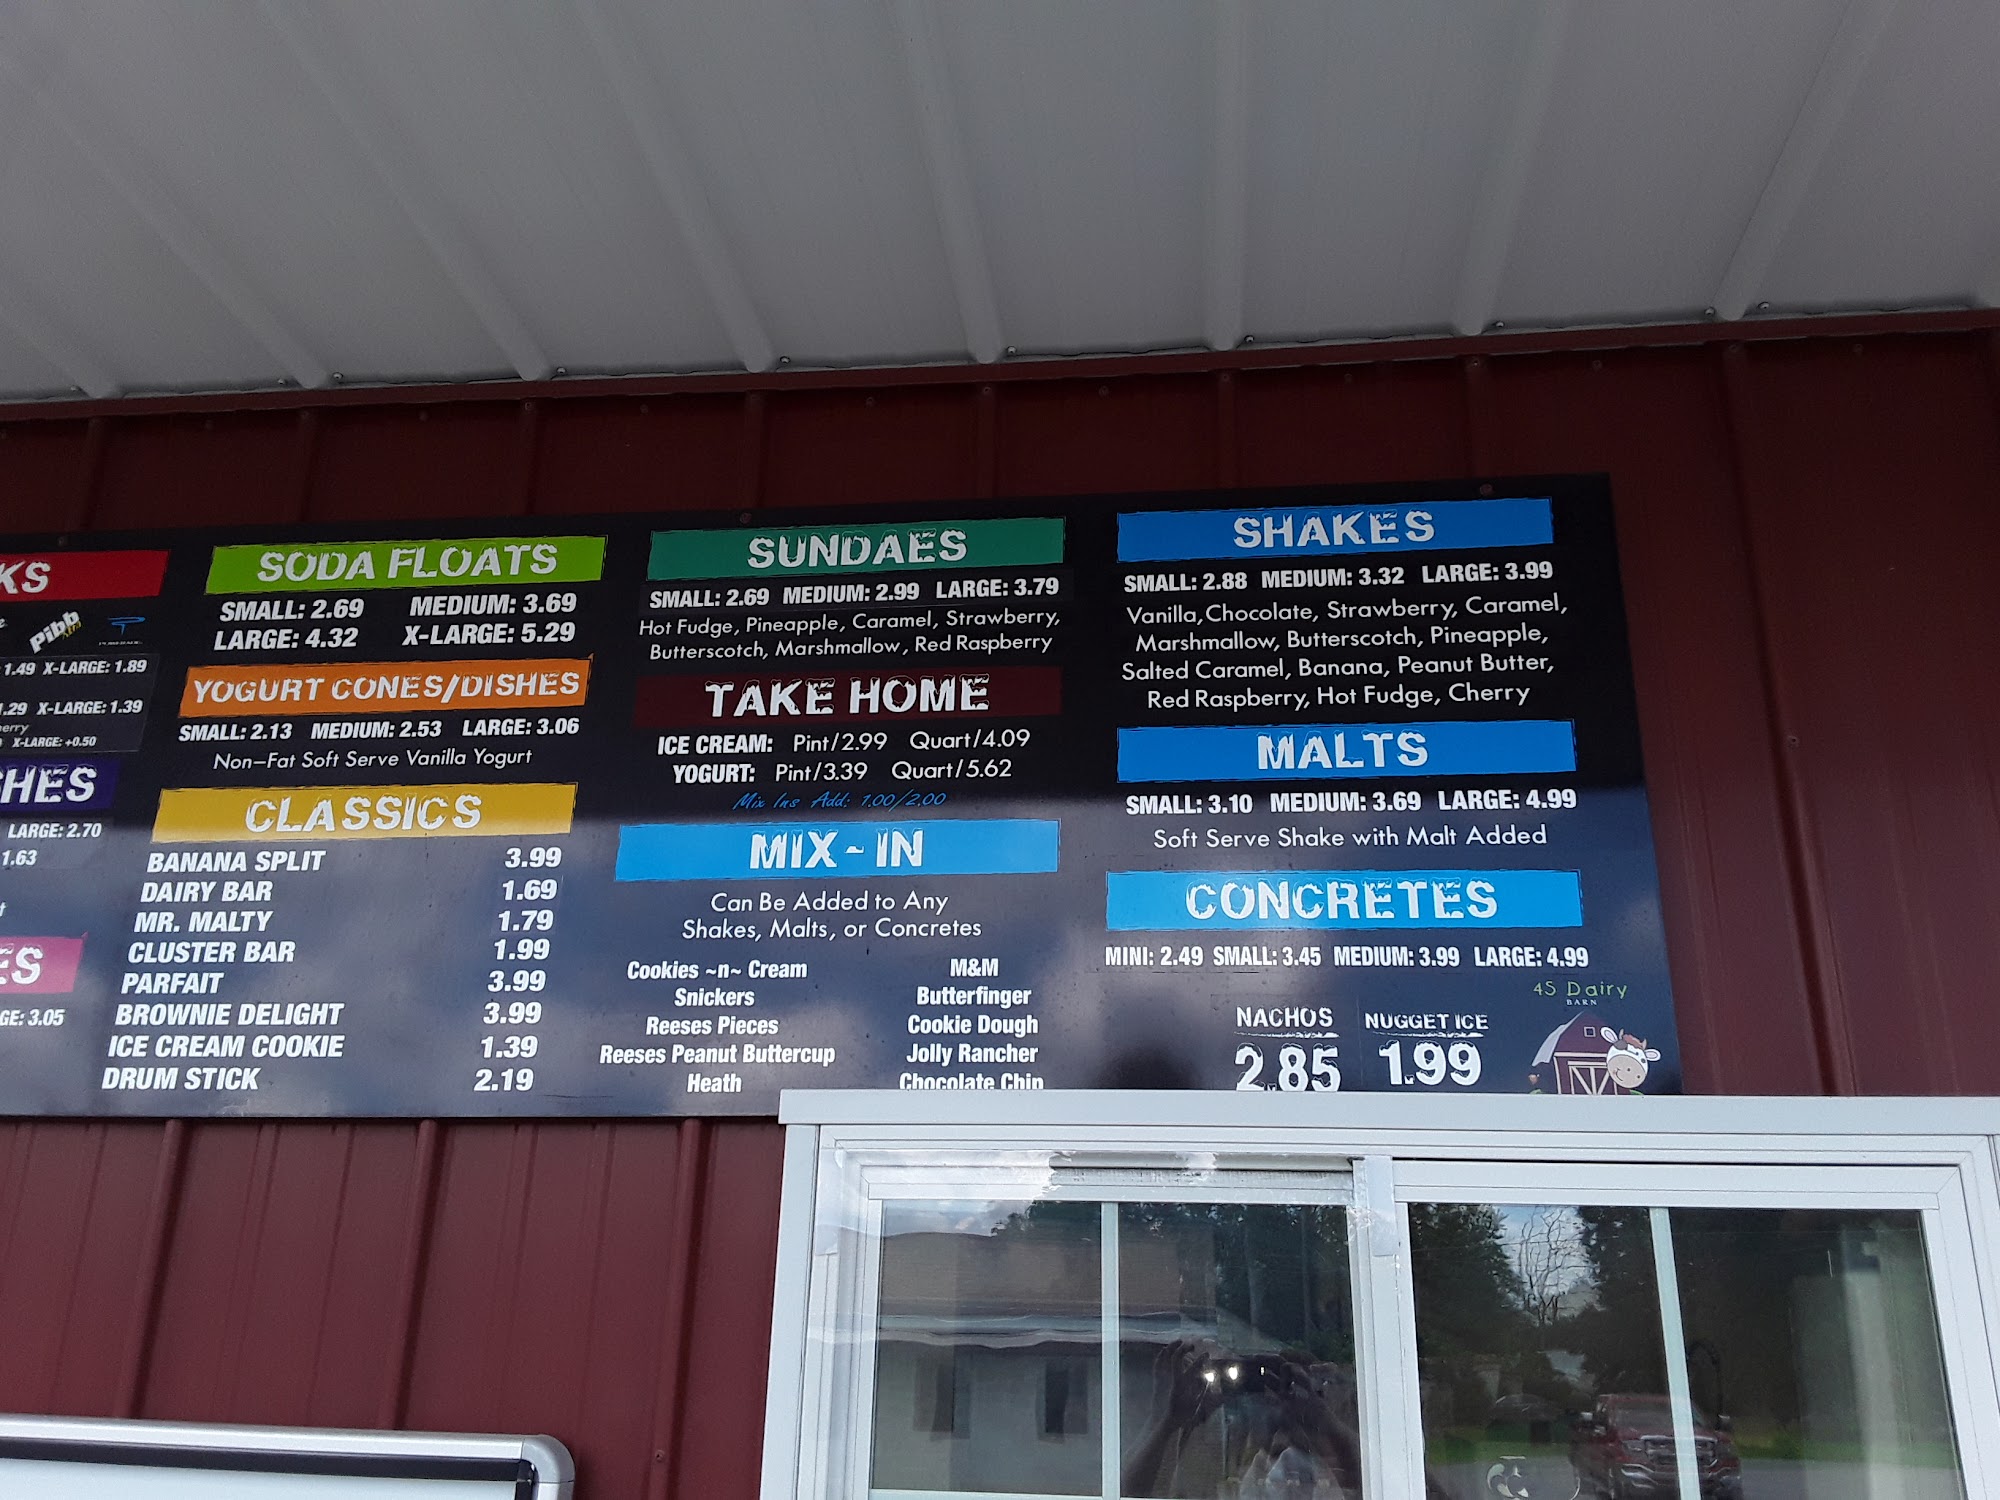 KS
Pibb
Xtra
1.49 X-LARGE: 1.89
.29 X-LARGE: 1.39
erry
X-LARGE: +0.50
HES
LARGE: 2.70
1.63
ES
GE: 3.05
SODA FLOATS
SMALL: 2.69 MEDIUM: 3.69
LARGE: 4.32 X-LARGE: 5.29
YOGURT CONES/DISHES
SMALL: 2.13 MEDIUM: 2.53 LARGE: 3.06
Non-Fat Soft Serve Vanilla Yogurt
CLASSICS
BANANA SPLIT 3.99
DAIRY BAR 1.69
MR. MALTY 1.79
CLUSTER BAR 1.99
PARFAIT 3.99
BROWNIE DELIGHT 3.99
ICE CREAM COOKIE 1.39
DRUM STICK 2.19
SUNDAES
SMALL: 2.69 MEDIUM: 2.99 LARGE: 3.79
Hot Fudge, Pineapple, Caramel, Strawberry,
Butterscotch, Marshmallow, Red Raspberry
TAKE HOME
ICE CREAM: Pint/2.99 Quart/4.09
YOGURT: Pint/3.39 Quart/5.62
Mix Ins Add: 1.00/2.00
MIX-IN
Can Be Added to Any
Shakes, Malts, or Concretes
Cookies ~n~ Cream M&M
Snickers Butterfinger
Reeses Pieces Cookie Dough
Reeses Peanut Buttercup Jolly Rancher
Heath Chocolate Chip
SHAKES
SMALL: 2.88 MEDIUM: 3.32 LARGE: 3.99
Vanilla, Chocolate, Strawberry, Caramel,
Marshmallow, Butterscotch, Pineapple,
Salted Caramel, Banana, Peanut Butter,
Red Raspberry, Hot Fudge, Cherry
MALTS
SMALL: 3.10 MEDIUM: 3.69 LARGE: 4.99
Soft Serve Shake with Malt Added
CONCRETES
MINI: 2.49 SMALL: 3.45 MEDIUM: 3.99 LARGE: 4.99
4S Dairy
BARN
NACHOS NUGGET ICE
2.85 1.99